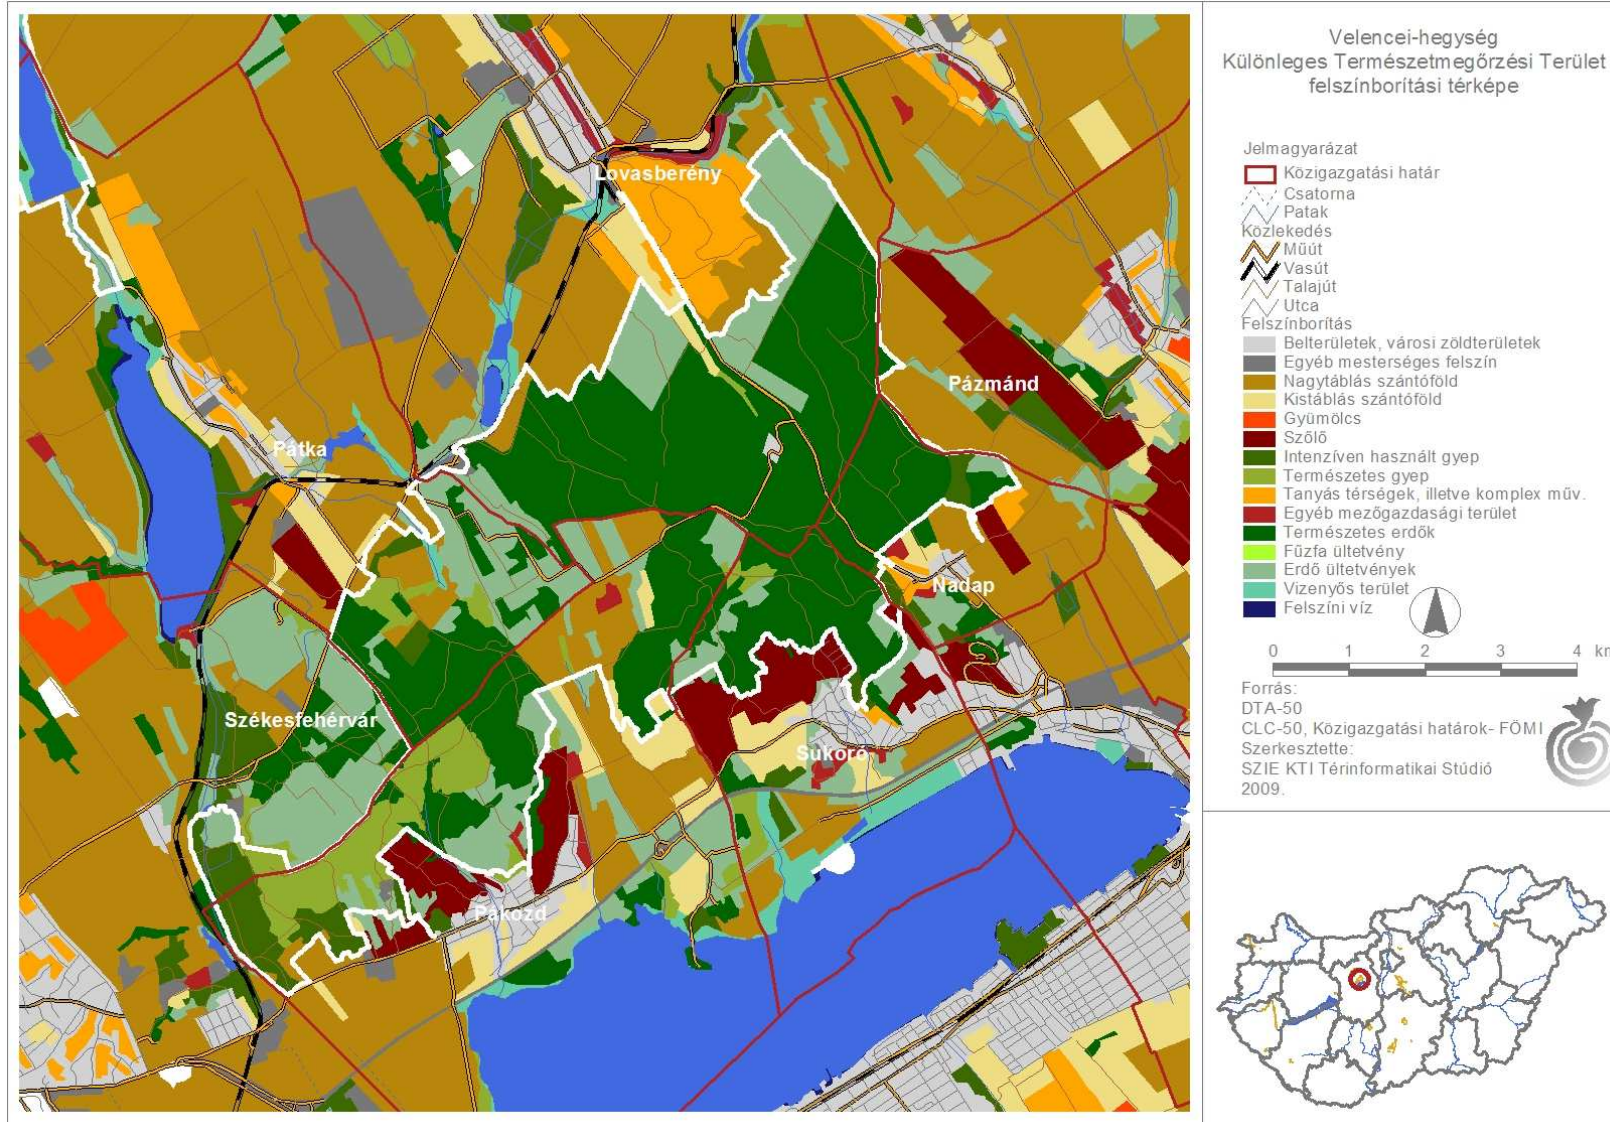 Velencei-hegység
Különleges Természetmegőrzési Terület
felszínborítási térképe
Jelmagyarázat
Közigazgatási határ
Csatorna
Patak
Közlekedés
Műút
Vasút
Talajút
Utca
Felszínborítás
Belterületek, városi zöldterületek
Egyéb mesterséges felszín
Nagytáblás szántóföld
Kistáblás szántóföld
Gyümölcs
Szőlő
Intenzíven használt gyep
Természetes gyep
Tanyás térségek, illetve komplex műv.
Egyéb mezőgazdasági terület
Természetes erdők
Fűzfa ültetvény
Erdő ültetvények
Vizenyős terület
Felszíni víz
0 1 2 3 4 km
Forrás:
DTA-50
CLC-50, Közigazgatási határok- FÖMI
Szerkesztette:
SZIE KTI Térinformatikai Stúdió
2009.
Lovasberény
Pázmánd
Pátka
Nadap
Székesfehérvár
Sukoró
Pákozd